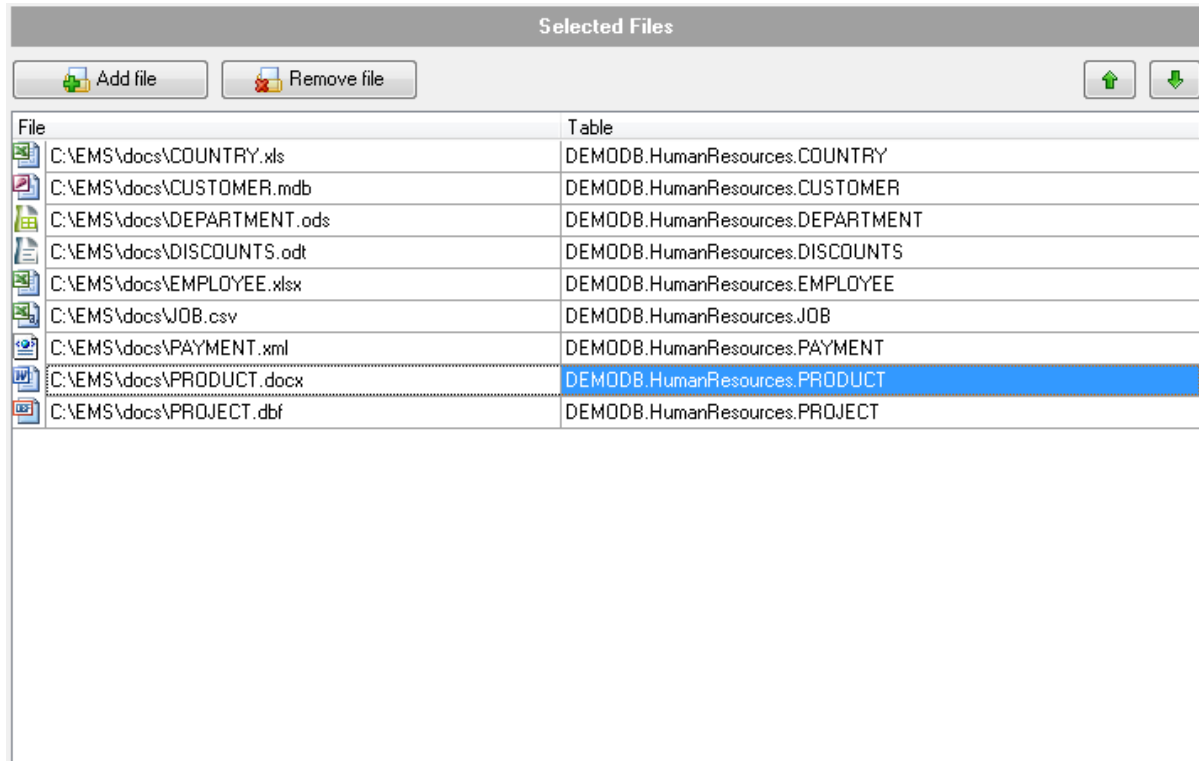 Selected Files
Add file Remove file
File Table
C:\EMS\docs\COUNTRY.xls DEMODB.HumanResources.COUNTRY
C:\EMS\docs\CUSTOMER.mdb DEMODB.HumanResources.CUSTOMER
C:\EMS\docs\DEPARTMENT.ods DEMODB.HumanResources.DEPARTMENT
C:\EMS\docs\DISCOUNTS.odt DEMODB.HumanResources.DISCOUNTS
C:\EMS\docs\EMPLOYEE.xlsx DEMODB.HumanResources.EMPLOYEE
C:\EMS\docs\JOB.csv DEMODB.HumanResources.JOB
C:\EMS\docs\PAYMENT.xml DEMODB.HumanResources.PAYMENT
C:\EMS\docs\PRODUCT.docx DEMODB.HumanResources.PRODUCT
C:\EMS\docs\PROJECT.dbf DEMODB.HumanResources.PROJECT